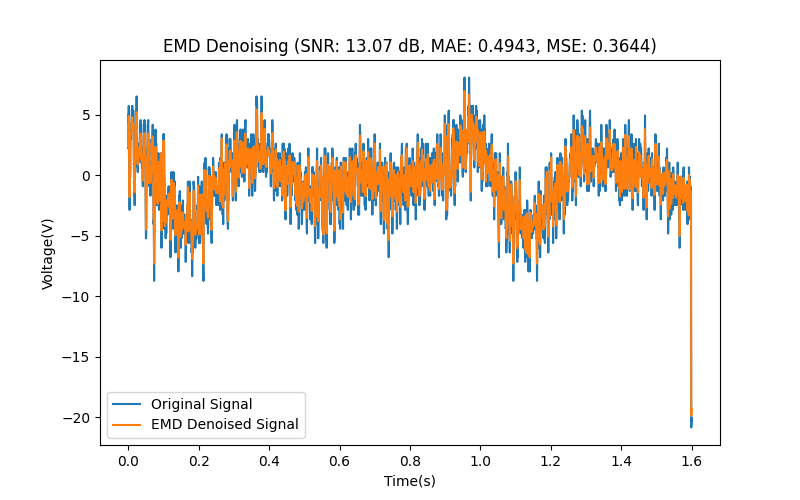 EMD Denoising (SNR: 13.07 dB, MAE: 0.4943, MSE: 0.3644)
5
0
−5
−10
−15
−20
Voltage(V)
Original Signal
EMD Denoised Signal
0.0 0.2 0.4 0.6 0.8 1.0 1.2 1.4 1.6
Time(s)